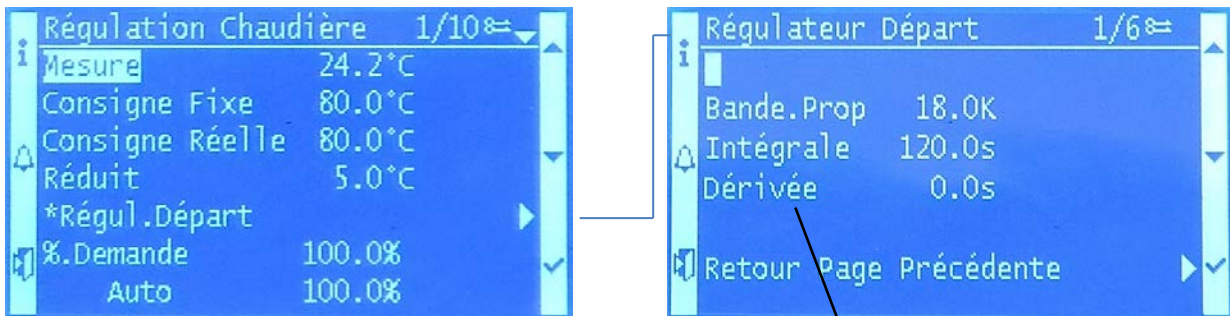 Régulation Chaudière 1/10
Mesure 24.2°C
Consigne Fixe 80.0°C
Consigne Réelle 80.0°C
Réduit 5.0°C
*Régul.Départ
%.Demande 100.0%
Auto 100.0%
Régulateur Départ 1/6
Bande.Prop 18.0K
Intégrale 120.0s
Dérivée 0.0s
Retour Page Précédente